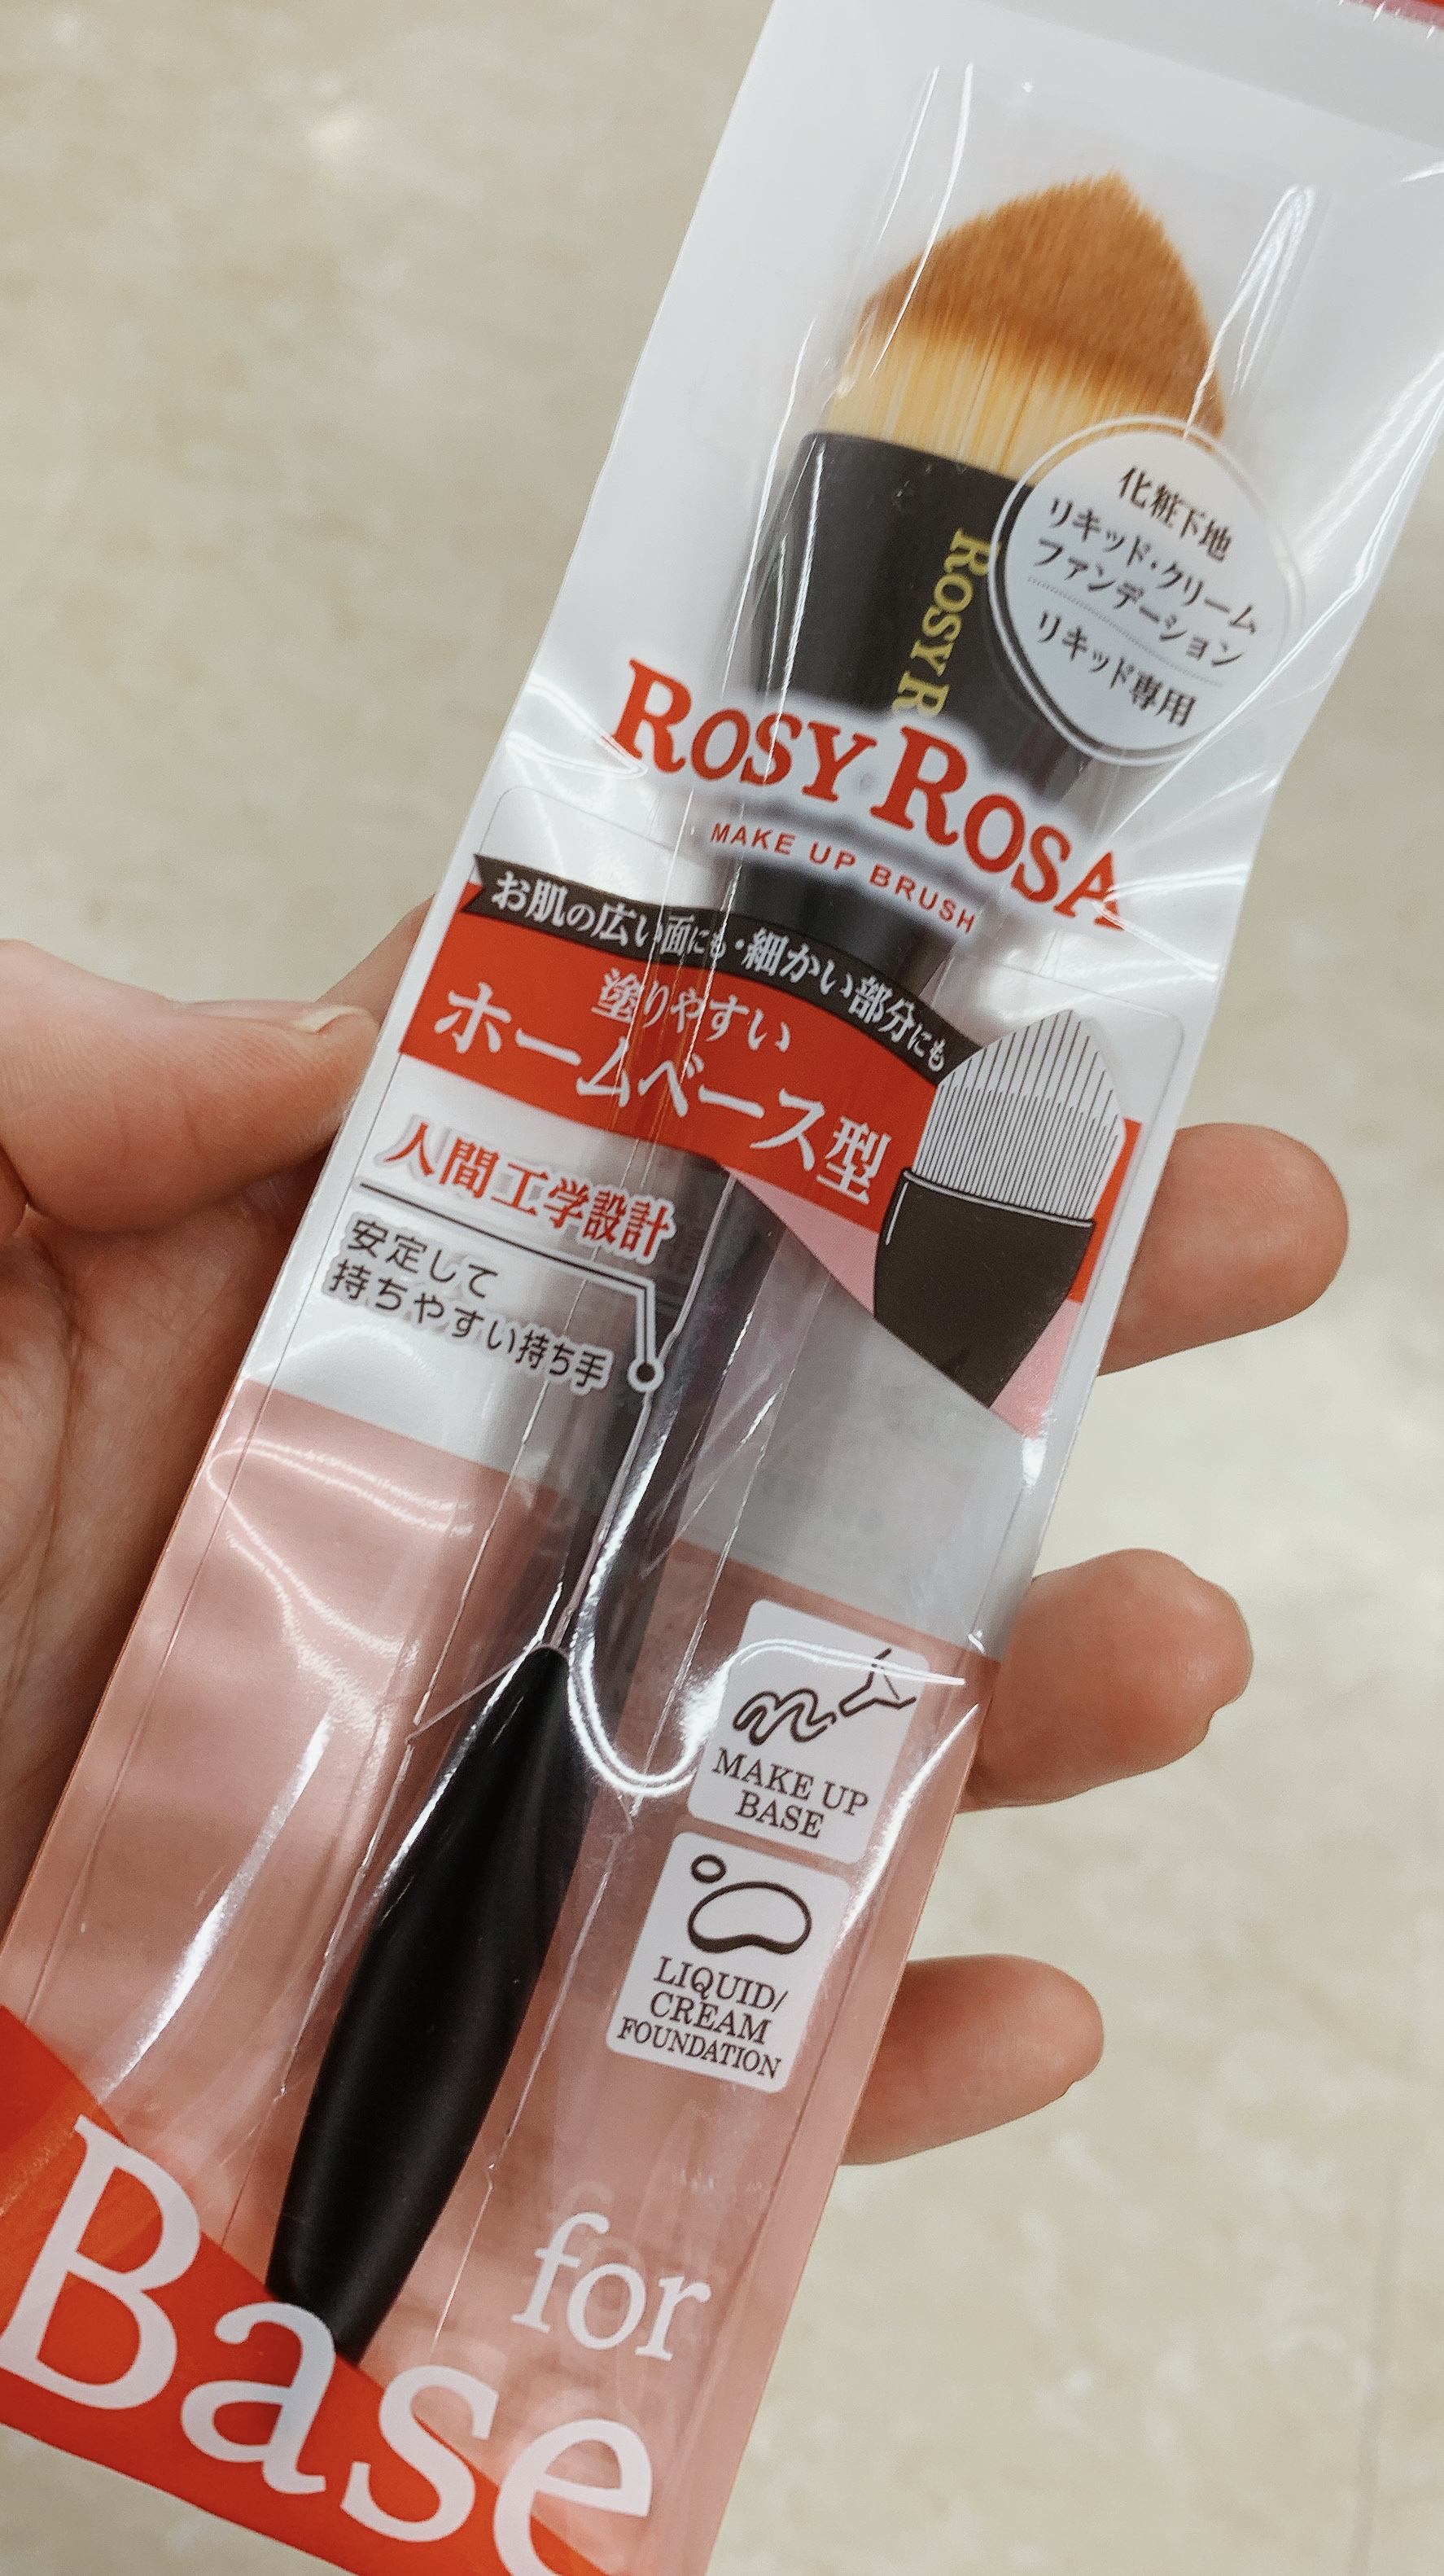 化粧下地
リキッド・クリーム
ファンデーション
リキッド専用
ROSY R
ROSY ROSA
MAKE UP BRUSH
お肌の広い面にも・細かい部分にも
塗りやすい
ホームベース型
人間工学設計
安定して
持ちやすい持ち手
MAKE UP
BASE
LIQUID/
CREAM
FOUNDATION
for
Base